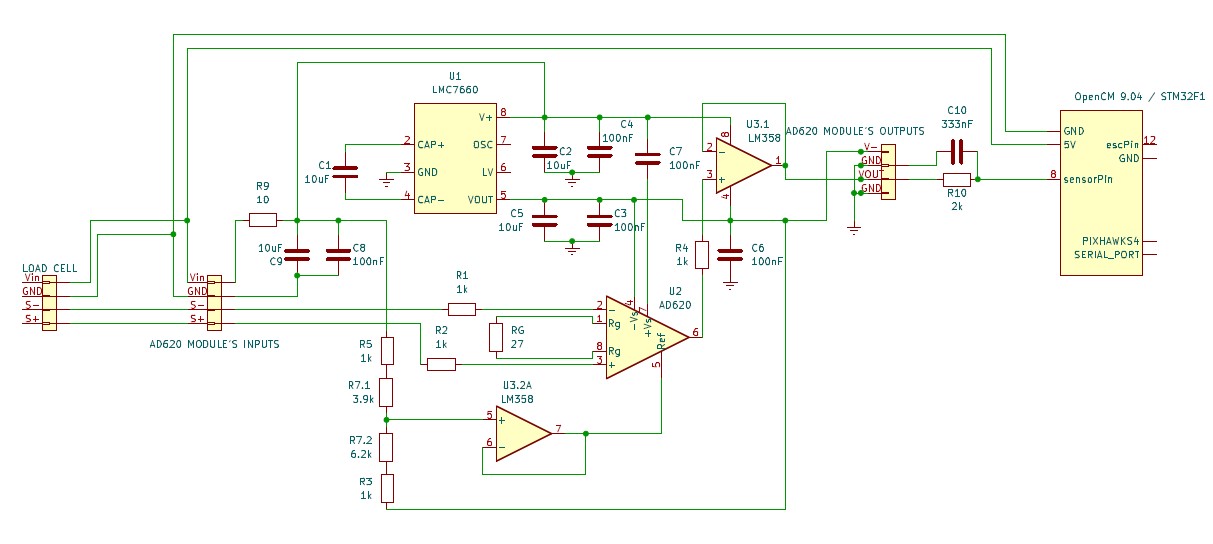 U1
LMC7660
V+ 8
2 CAP+
OSC 7
3 GND
LV 6
4 CAP-
VOUT 5
C1
10uF
C2
10uF
C4
100nF
C7
100nF
C5
10uF
C3
100nF
U3.1
LM358
2 −
3 +
8
4
1
AD620 MODULE'S OUTPUTS
V-
GND
VOUT
GND
C10
333nF
R10
2k
OpenCM 9.04 / STM32F1
GND
5V
8 sensorPin
escPin 12
GND
PIXHAWKS4
SERIAL_PORT
R9
10
10uF
C9
C8
100nF
R4
1k
C6
100nF
LOAD CELL
Vin
GND
S-
S+
Vin
GND
S-
S+
AD620 MODULE'S INPUTS
R1
1k
R2
1k
RG
27
U2
AD620
2 −
1 Rg
8 Rg
3 +
4 -Vs
7 +Vs
Ref 5
6
R5
1k
R7.1
3.9k
R7.2
6.2k
R3
1k
U3.2A
LM358
5 +
6 −
7